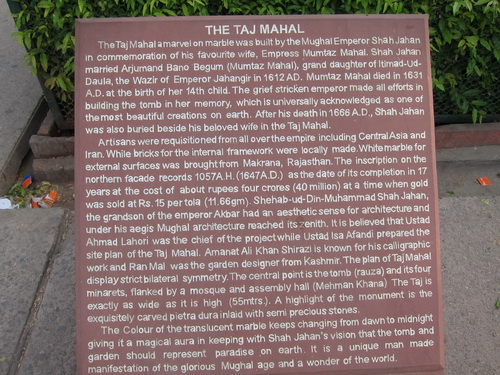 THE TAJ MAHAL
The Taj Mahal a marvel on marble was built by the Mughal Emperor Shah Jahan
in commemoration of his favourite wife, Empress Mumtaz Mahal. Shah Jahan
married Arjumand Bano Begum (Mumtaz Mahal), grand daughter of Itimad-Ud-
Daula, the Wazir of Emperor Jahangir in 1612 AD. Mumtaz Mahal died in 1631
A.D. at the birth of her 14th child. The grief stricken emperor made all efforts in
building the tomb in her memory, which is universally acknowledged as one of
the most beautiful creations on earth. After his death in 1666 A.D., Shah Jahan
was also buried beside his beloved wife in the Taj Mahal.
Artisans were requisitioned from all over the empire including Central Asia and
Iran. While bricks for the internal framework were locally made. White marble for
external surfaces was brought from Makrana, Rajasthan. The inscription on the
northern facade records 1057 A.H. (1647 A.D.) as the date of its completion in 17
years at the cost of about rupees four crores (40 million) at a time when gold
was sold at Rs. 15 per tola (11.66gm). Shehab-ud-Din-Muhammad Shah Jahan,
the grandson of the emperor Akbar had an aesthetic sense for architecture and
under his aegis Mughal architecture reached its zenith. It is believed that Ustad
Ahmad Lahori was the chief of the project while Ustad Isa Afandi prepared the
site plan of the Taj Mahal. Amanat Ali Khan Shirazi is known for his calligraphic
work and Ran Mal was the garden designer from Kashmir. The plan of Taj Mahal
display strict bilateral symmetry. The central point is the tomb (rauza) and its four
minarets, flanked by a mosque and assembly hall (Mehman Khana) The Taj is
exactly as wide as it is high (55mtrs.) A highlight of the monument is the
exquisitely carved pietra dura inlaid with semi precious stones.
The Colour of the translucent marble keeps changing from dawn to midnight
giving it a magical aura in keeping with Shah Jahan's vision that the tomb and
garden should represent paradise on earth. It is a unique man made
manifestation of the glorious Mughal age and a wonder of the world.